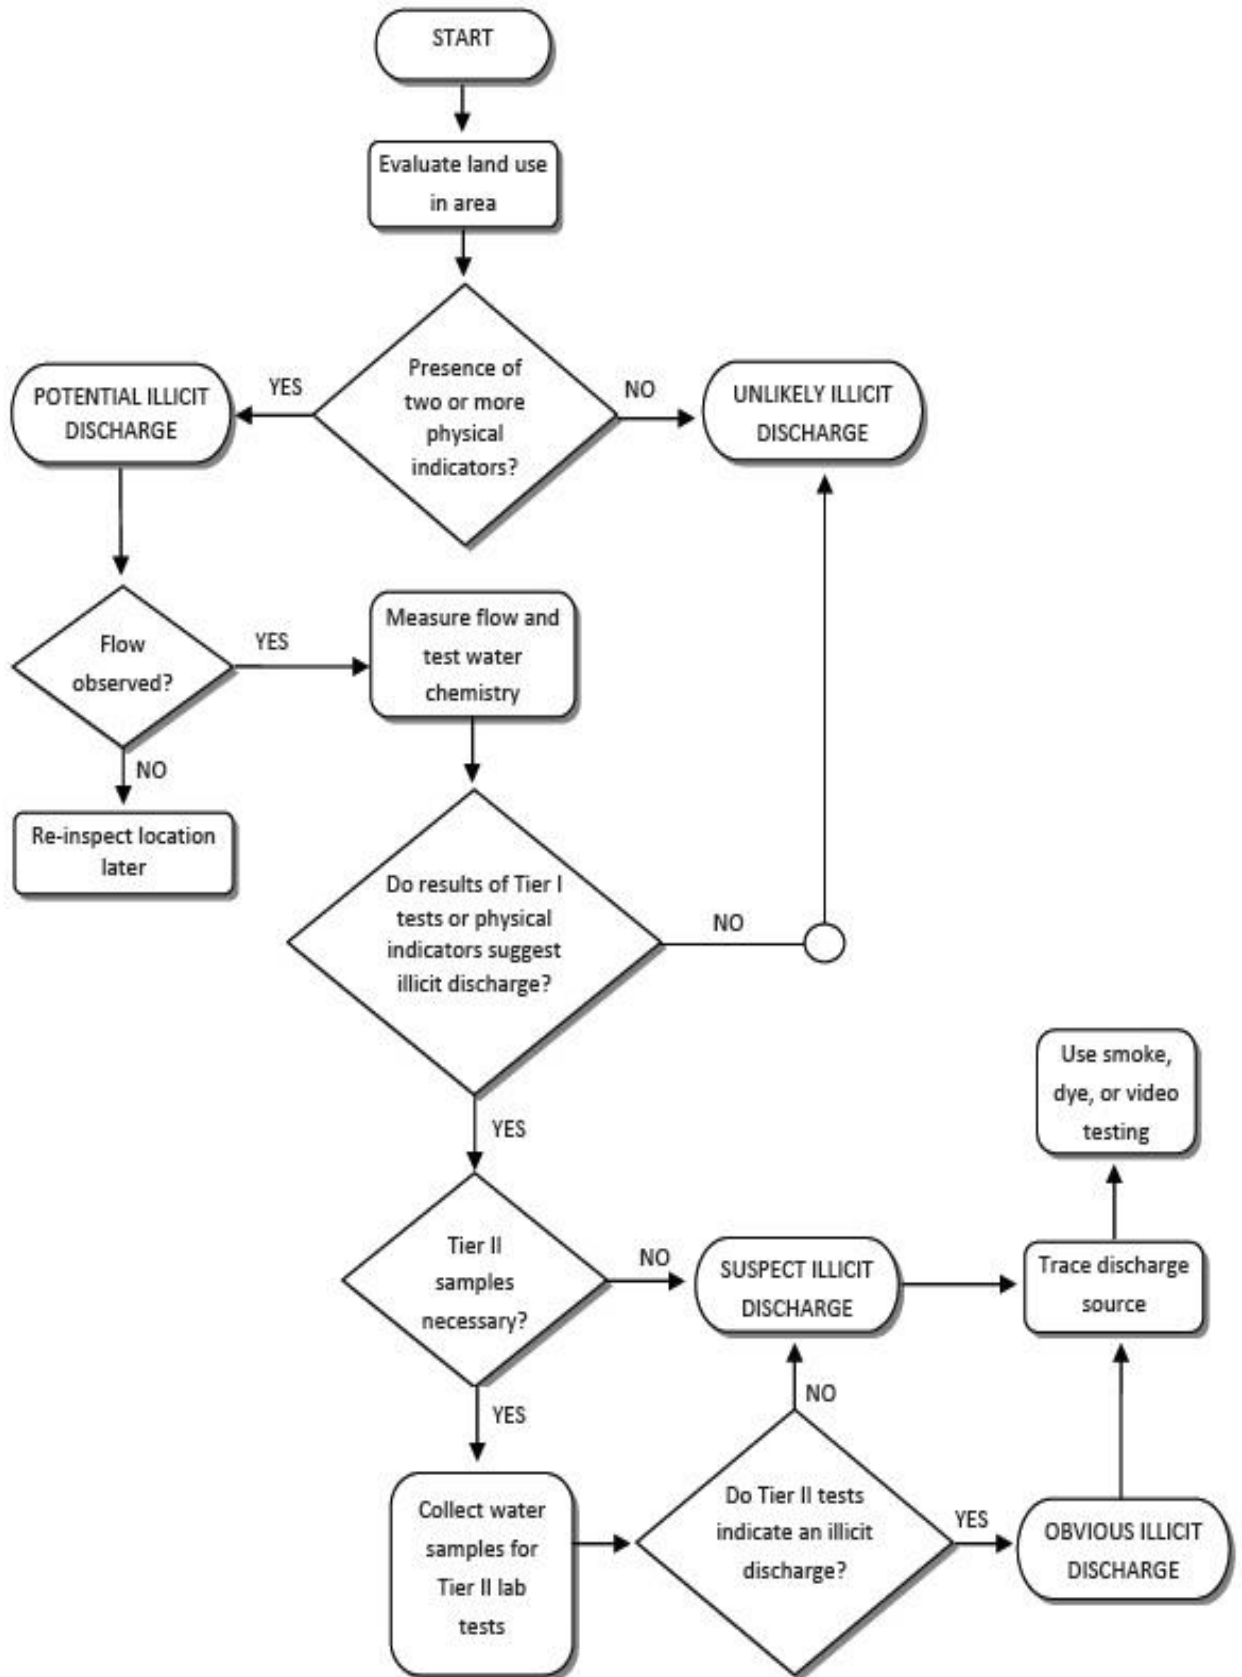 START
Evaluate land use
in area
Presence of
two or more
physical
indicators?
YES
NO
POTENTIAL ILLICIT
DISCHARGE
UNLIKELY ILLICIT
DISCHARGE
Flow
observed?
YES
NO
Measure flow and
test water
chemistry
Re-inspect location
later
Do results of Tier I
tests or physical
indicators suggest
illicit discharge?
NO
YES
Tier II
samples
necessary?
NO
YES
SUSPECT ILLICIT
DISCHARGE
Trace discharge
source
Use smoke,
dye, or video
testing
Collect water
samples for
Tier II lab
tests
Do Tier II tests
indicate an illicit
discharge?
NO
YES
OBVIOUS ILLICIT
DISCHARGE